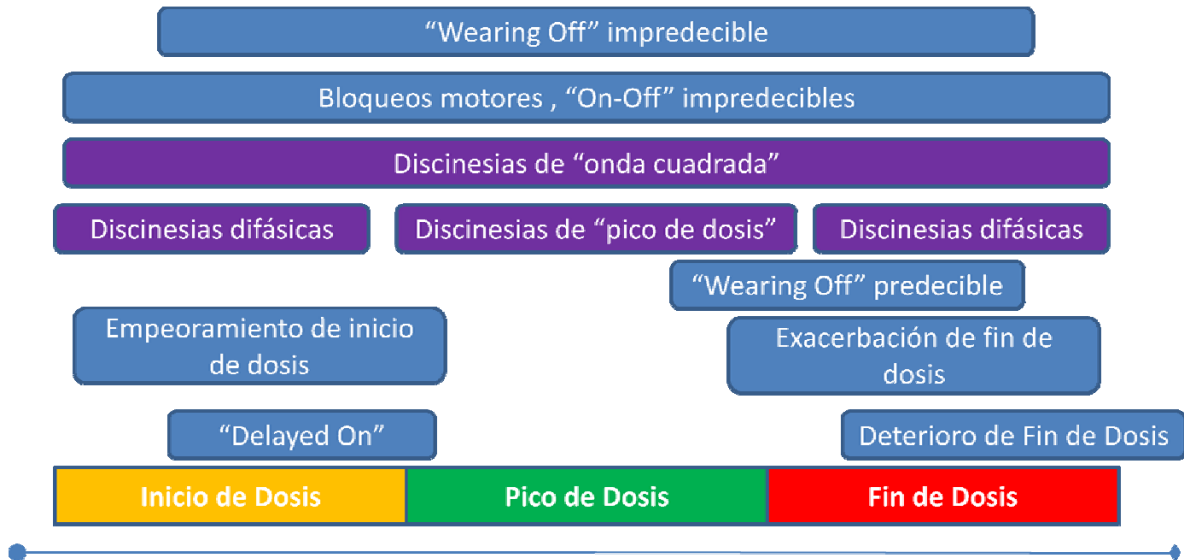 “Wearing Off” impredecible
Bloqueos motores , “On-Off” impredecibles
Discinesias de “onda cuadrada”
Discinesias difásicas
Discinesias de “pico de dosis”
Discinesias difásicas
“Wearing Off” predecible
Empeoramiento de inicio
de dosis
Exacerbación de fin de
dosis
“Delayed On”
Deterioro de Fin de Dosis
Inicio de Dosis
Pico de Dosis
Fin de Dosis